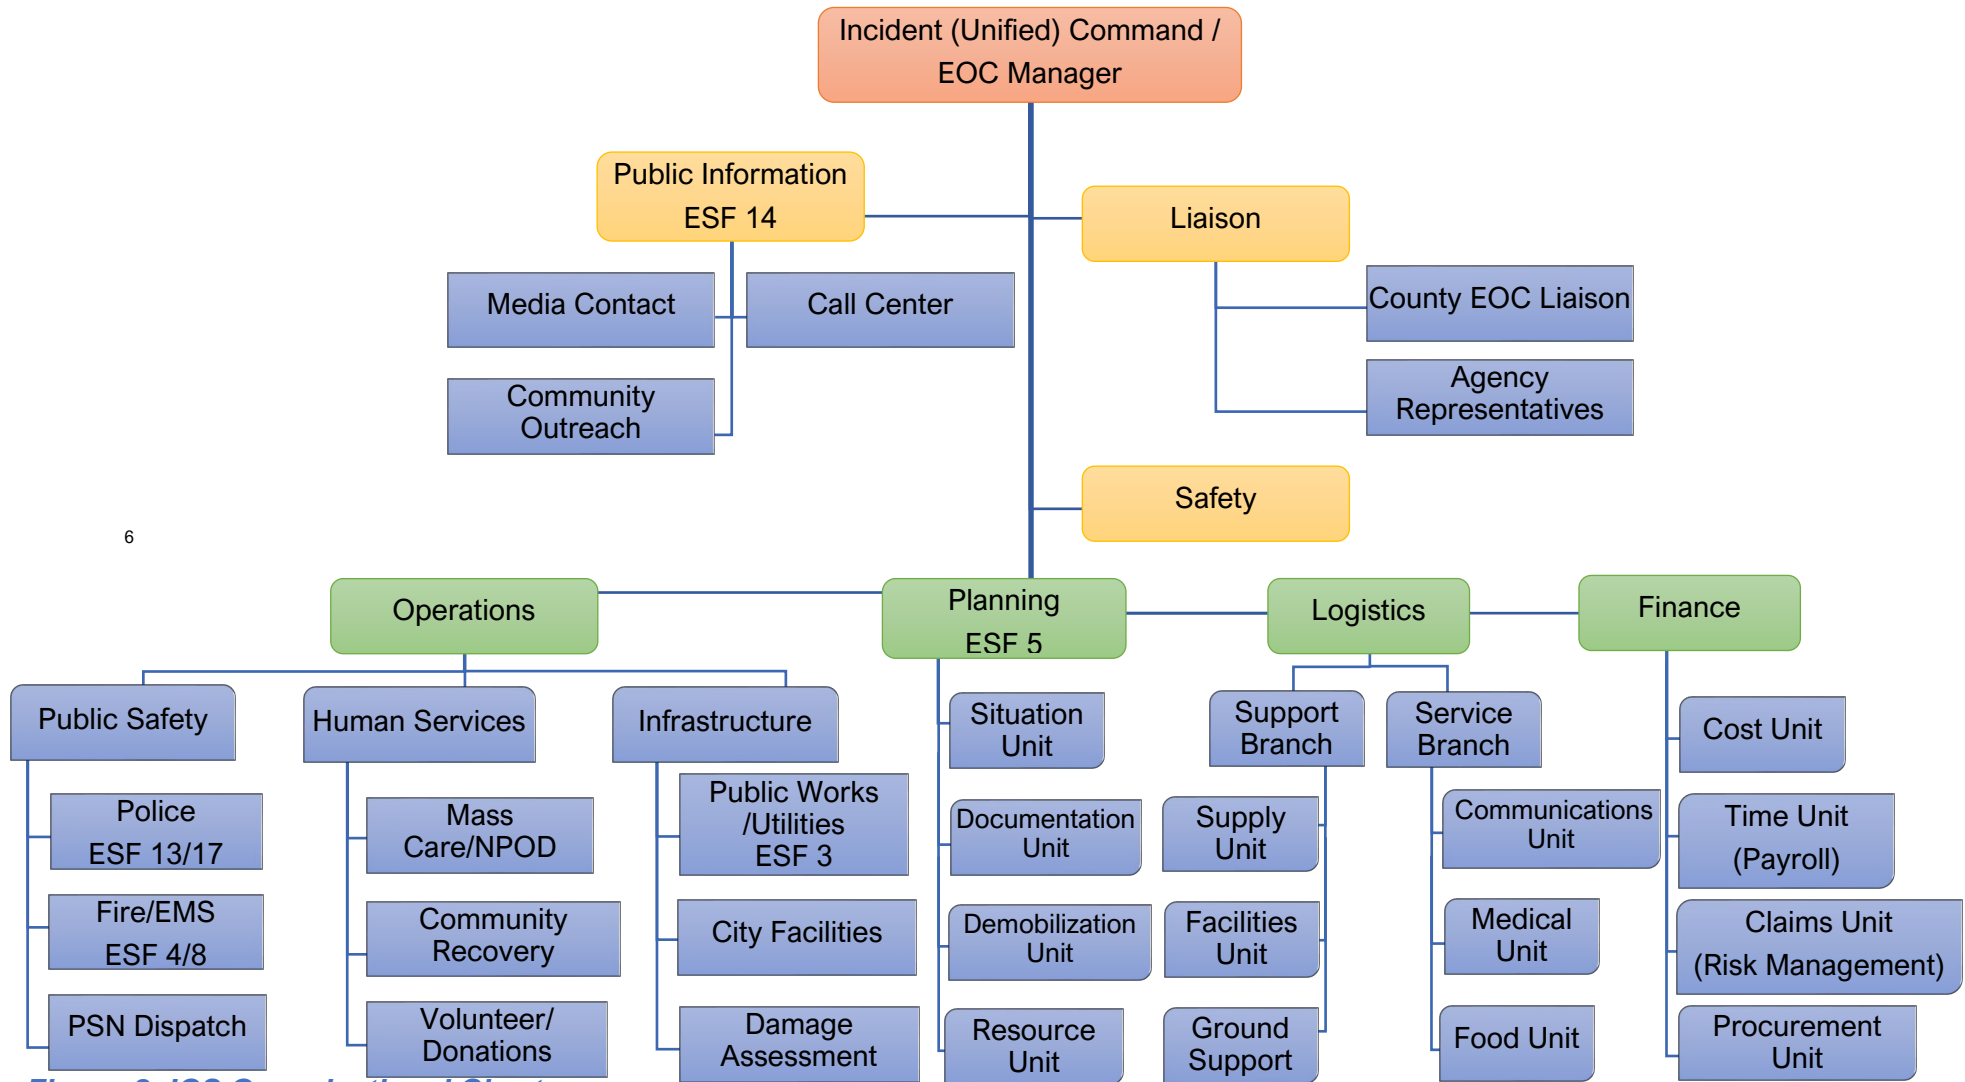 Incident (Unified) Command /
EOC Manager
Public Information
ESF 14
Liaison
Media Contact
Call Center
County EOC Liaison
Community
Outreach
Agency
Representatives
Safety
6
Operations
Planning
ESF 5
Logistics
Finance
Public Safety
Human Services
Infrastructure
Situation
Unit
Support
Branch
Service
Branch
Cost Unit
Police
ESF 13/17
Mass
Care/NPOD
Public Works
/Utilities
ESF 3
Documentation
Unit
Supply
Unit
Communications
Unit
Time Unit
(Payroll)
Fire/EMS
ESF 4/8
Community
Recovery
City Facilities
Demobilization
Unit
Facilities
Unit
Medical
Unit
Claims Unit
(Risk Management)
PSN Dispatch
Volunteer/
Donations
Damage
Assessment
Resource
Unit
Ground
Support
Food Unit
Procurement
Unit
ICS Organizational Chart